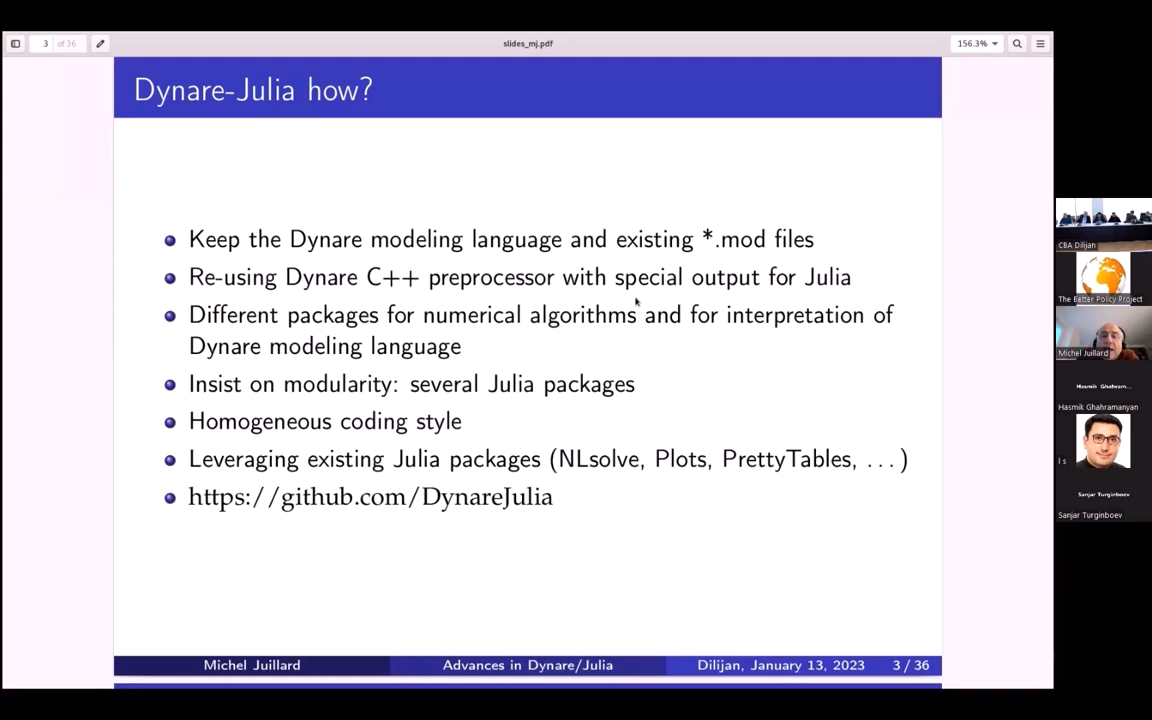 3 of 36
slides_mj.pdf
156.3%
Dynare-Julia how?
Keep the Dynare modeling language and existing *.mod files
Re-using Dynare C++ preprocessor with special output for Julia
Different packages for numerical algorithms and for interpretation of
Dynare modeling language
Insist on modularity: several Julia packages
Homogeneous coding style
Leveraging existing Julia packages (NLsolve, Plots, PrettyTables, ...)
https://github.com/DynareJulia
Michel Juillard
Advances in Dynare/Julia
Dilijan, January 13, 2023
3 / 36
CBA Dilijan
The Better Policy Project
Michel Juillard
Hasmik Ghahram...
Hasmik Ghahramanyan
l s
Sanjar Turginboev
Sanjar Turginboev